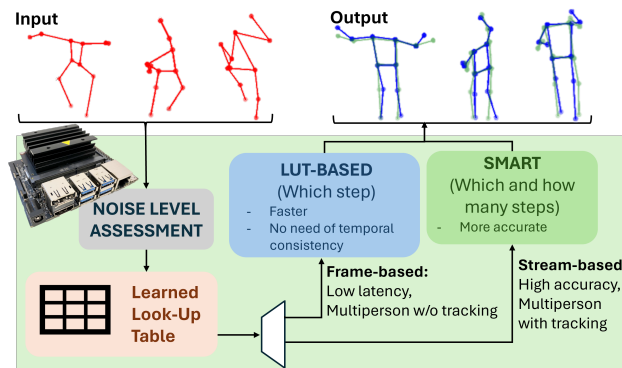 Input
Output
NOISE LEVEL
ASSESSMENT
Learned
Look-Up
Table
LUT-BASED
(Which step)
- Faster
- No need of temporal
consistency
SMART
(Which and how
many steps)
- More accurate
Frame-based:
Low latency,
Multiperson w/o tracking
Stream-based:
High accuracy,
Multiperson
with tracking